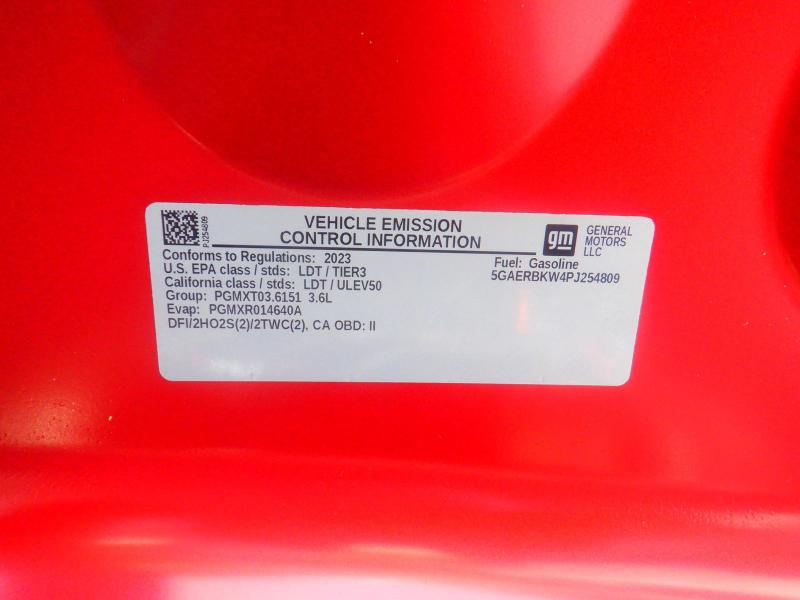 PJ254809
VEHICLE EMISSION
CONTROL INFORMATION
gm
GENERAL
MOTORS
LLC
Conforms to Regulations: 2023
U.S. EPA class / stds: LDT / TIER3
California class / stds: LDT / ULEV50
Group: PGMXT03.6151 3.6L
Evap: PGMXR014640A
DFI/2HO2S(2)/2TWC(2), CA OBD: II
Fuel: Gasoline
5GAERBKW4PJ254809